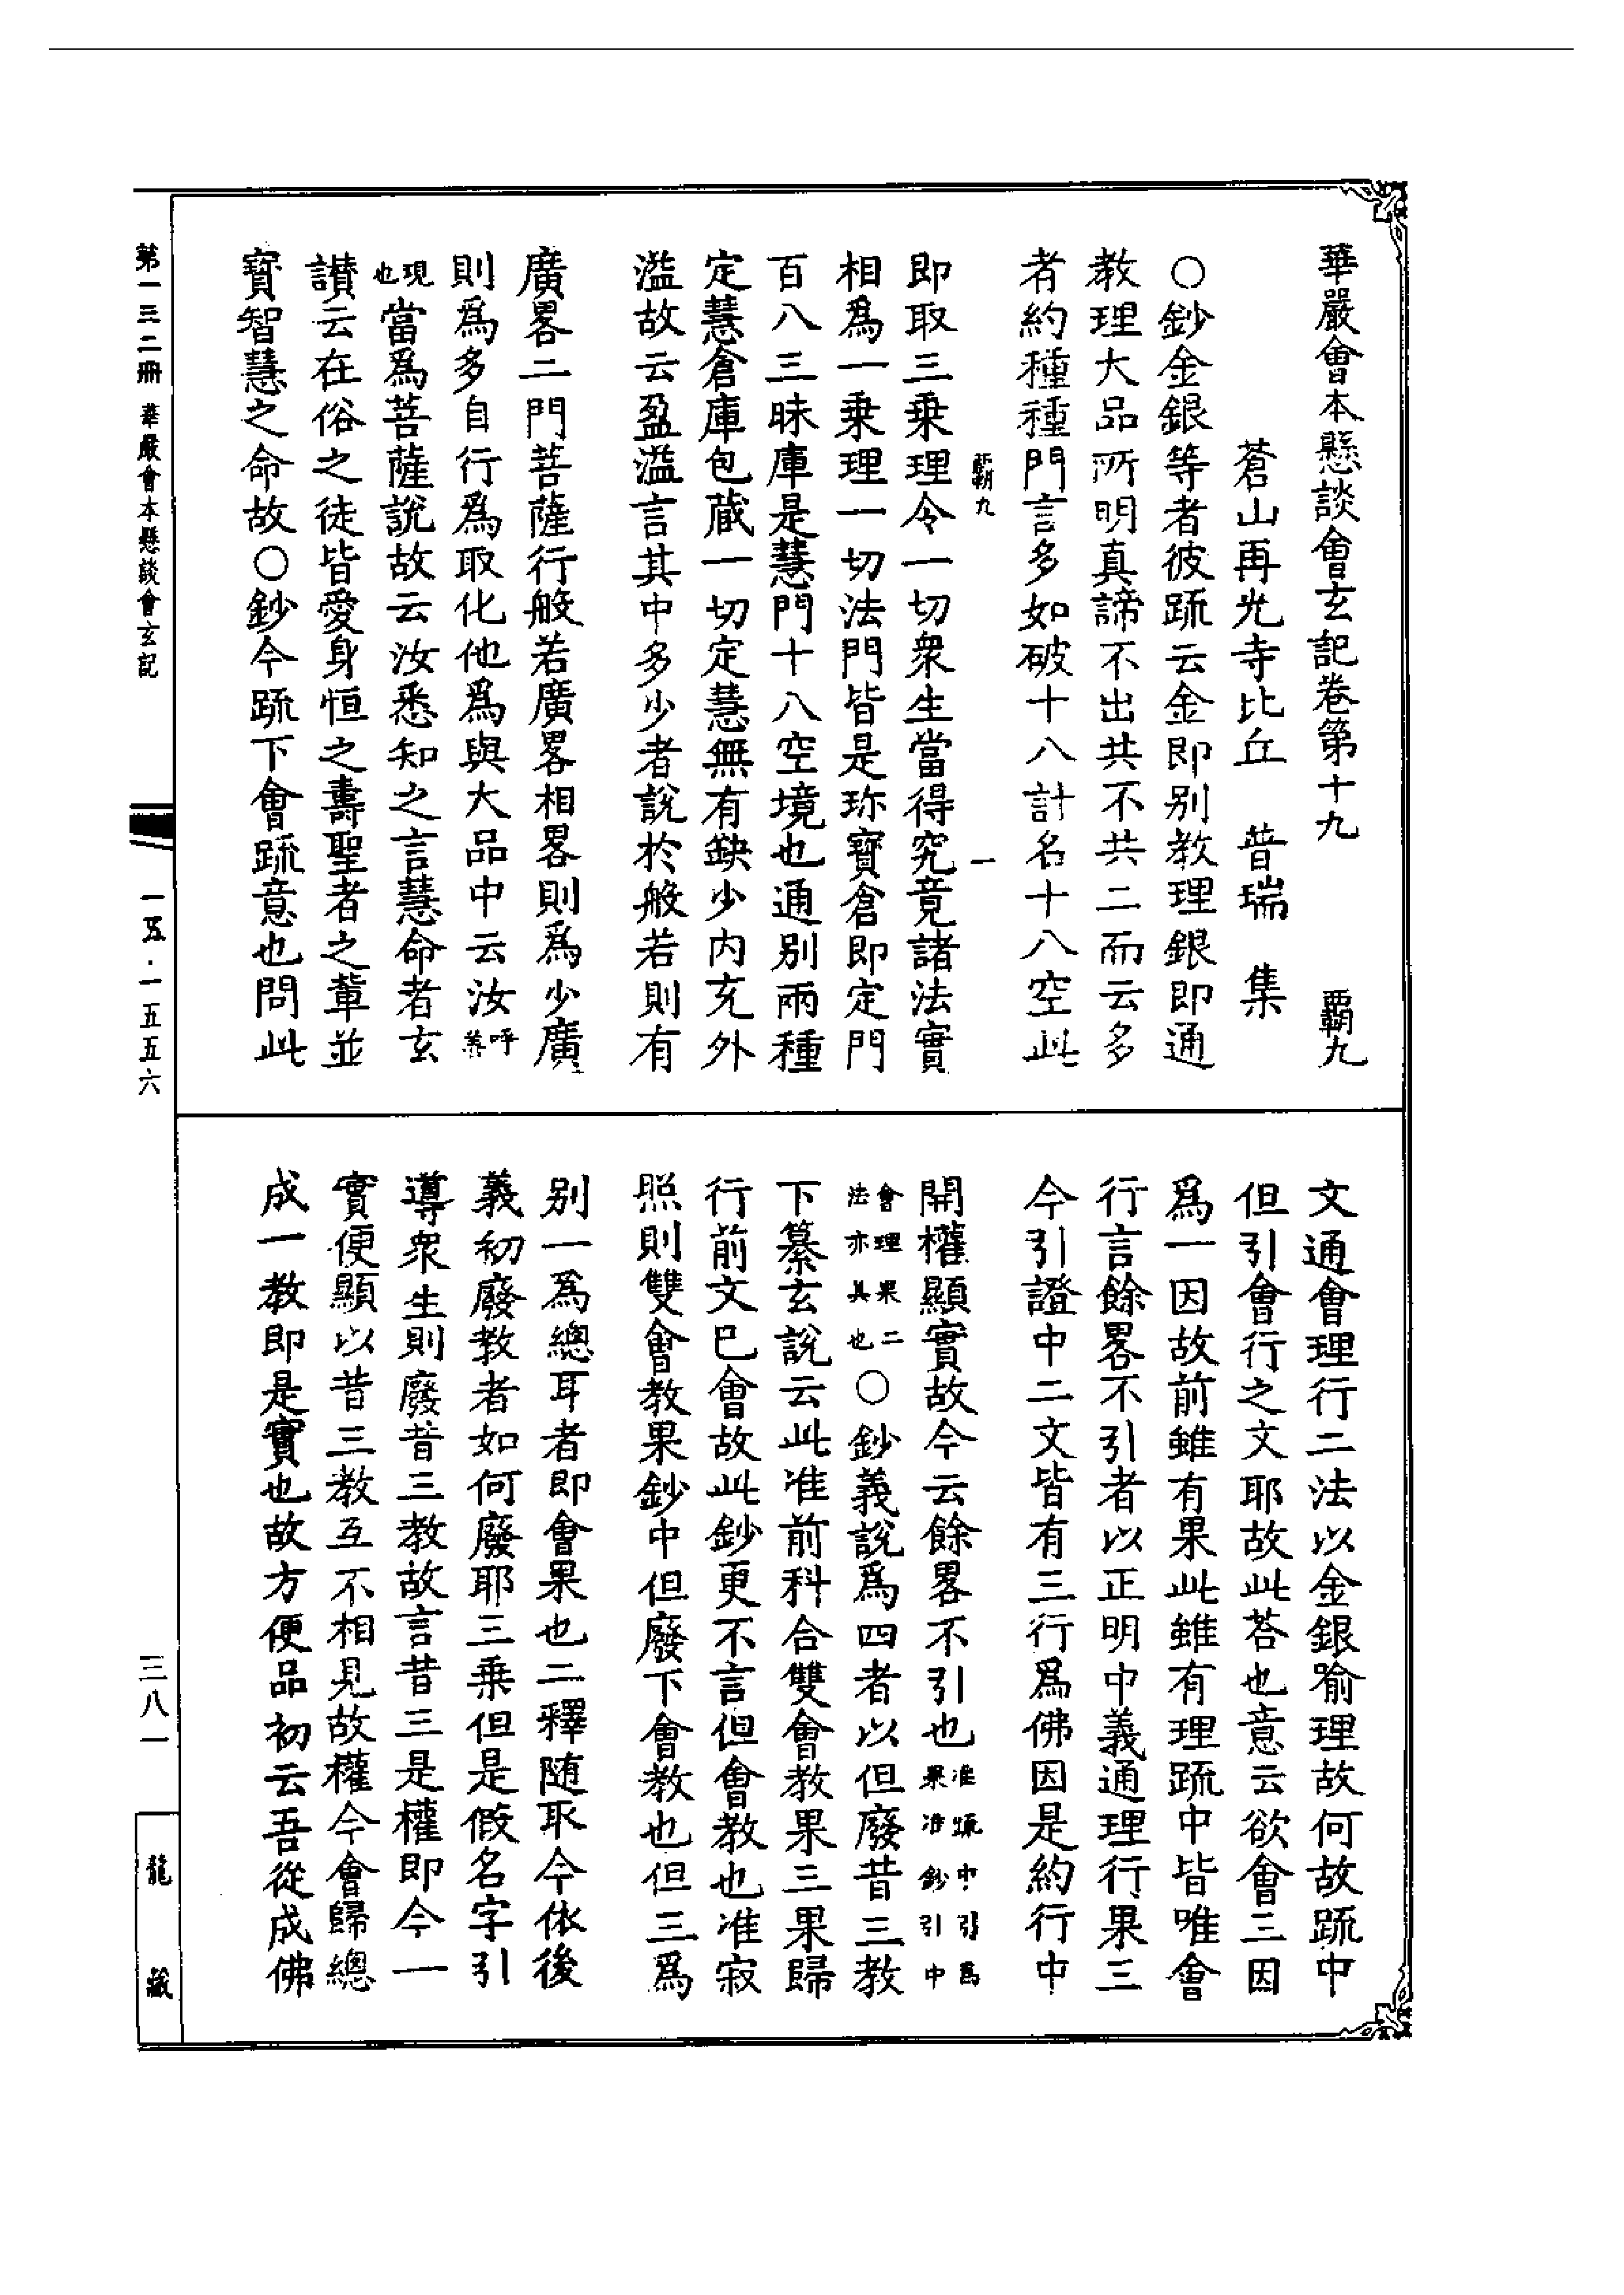 華嚴會本懸談會玄記卷第十九　霸九
蒼山再光寺比丘　普瑞　集
○鈔金銀等者彼䟽云金即别教理銀即通
教理大品所明真諦不出共不共二而云多
者約種種門言多如破十八計名十八空此
霸九　一
即取三乗理令一切衆生當得究竟諸法實
相爲一乗理一切法門皆是珎寶倉即定門
百八三昧庫是慧門十八空境也通别兩種
定慧倉庫包蔵一切定慧無有缺少内充外
溢故云盈溢言其中多少者說於般若則有
廣畧二門菩薩行般若廣畧相畧則爲少廣
則爲多自行爲取化他爲與大品中云汝呼善
現也當爲菩薩說故云汝悉知之言慧命者玄
讃云在俗之徒皆愛身恒之壽聖者之軰並
寳智慧之命故○鈔今䟽下會䟽意也問此
文通會理行二法以金銀喻理故何故䟽中
但引會行之文耶故此荅也意云欲會三因
爲一因故前雖有果此雖有理䟽中皆唯會
行言餘畧不引者以正明中義通理行果三
今引證中二文皆有三行爲佛因是約行中
開權顯實故今云餘畧不引也准䟽中引爲果准鈔引中
會理果二法亦具也○鈔義說爲四者以但廢昔三教
下纂玄說云此准前科合雙會教果三果歸
行前文已會故此鈔更不言但會教也准寂
照則雙會教果鈔中但廢下會教也但三爲
别一爲總耳者即會果也二釋随取今依後
義初廢教者如何廢耶三乗但是假名字引
導衆生則廢昔三教故言昔三是權即今一
實便顯以昔三教互不相見故權今會歸總
成一教即是實也故方便品初云吾從成佛
第一三二冊　華嚴會本懸談會玄記
一五·一五五六
三八一
龍藏